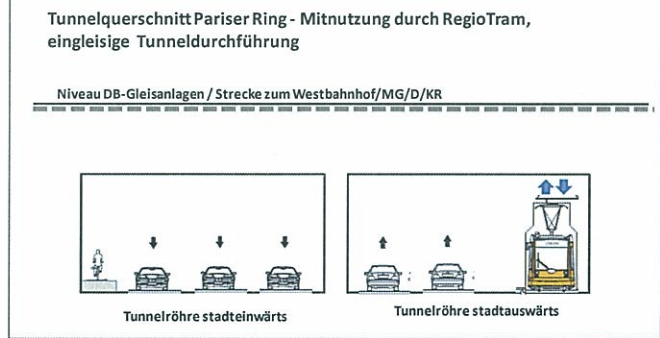 Tunnelquerschnitt Pariser Ring - Mitnutzung durch RegioTram,
eingleisige Tunneldurchführung
Niveau DB-Gleisanlagen / Strecke zum Westbahnhof/MG/D/KR
Tunnelröhre stadteinwärts
Tunnelröhre stadtauswärts